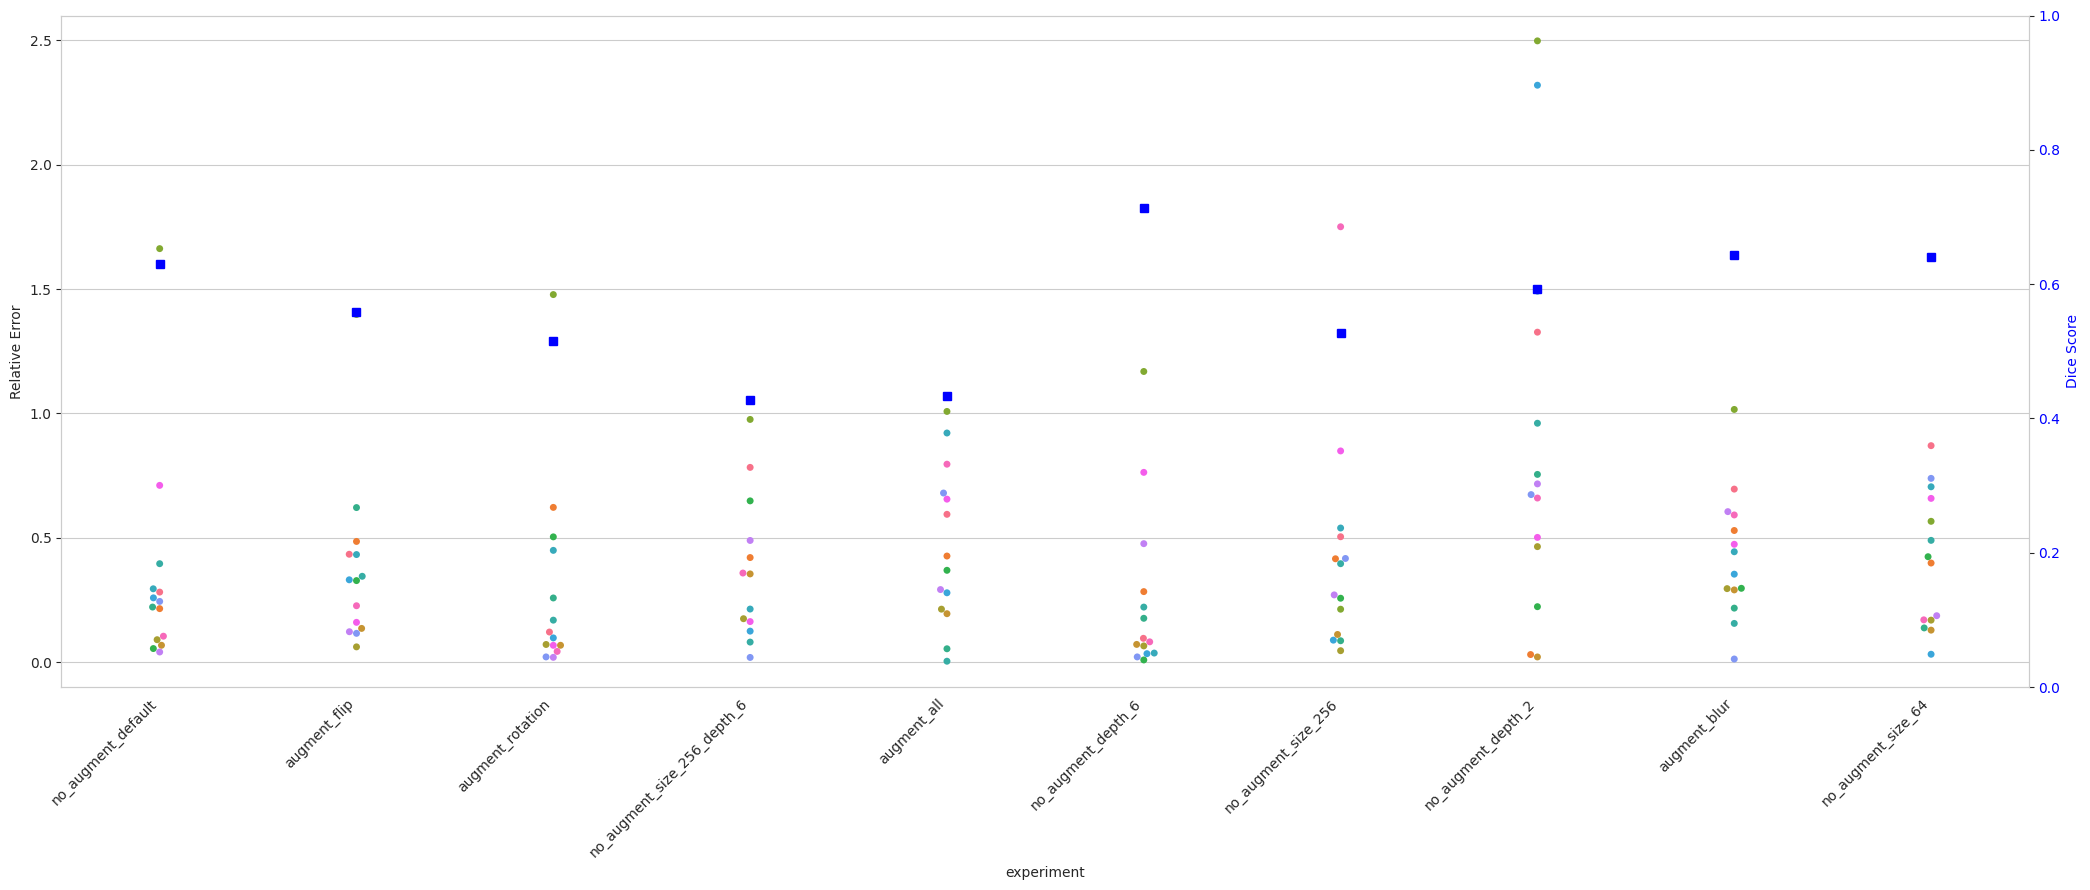 2.5
2.0
1.5
1.0
0.5
0.0
Relative Error
1.0
0.8
0.6
0.4
0.2
0.0
Dice Score
no_augment_default
augment_flip
augment_rotation
no_augment_size_256_depth_6
augment_all
no_augment_depth_6
no_augment_size_256
no_augment_depth_2
augment_blur
no_augment_size_64
experiment